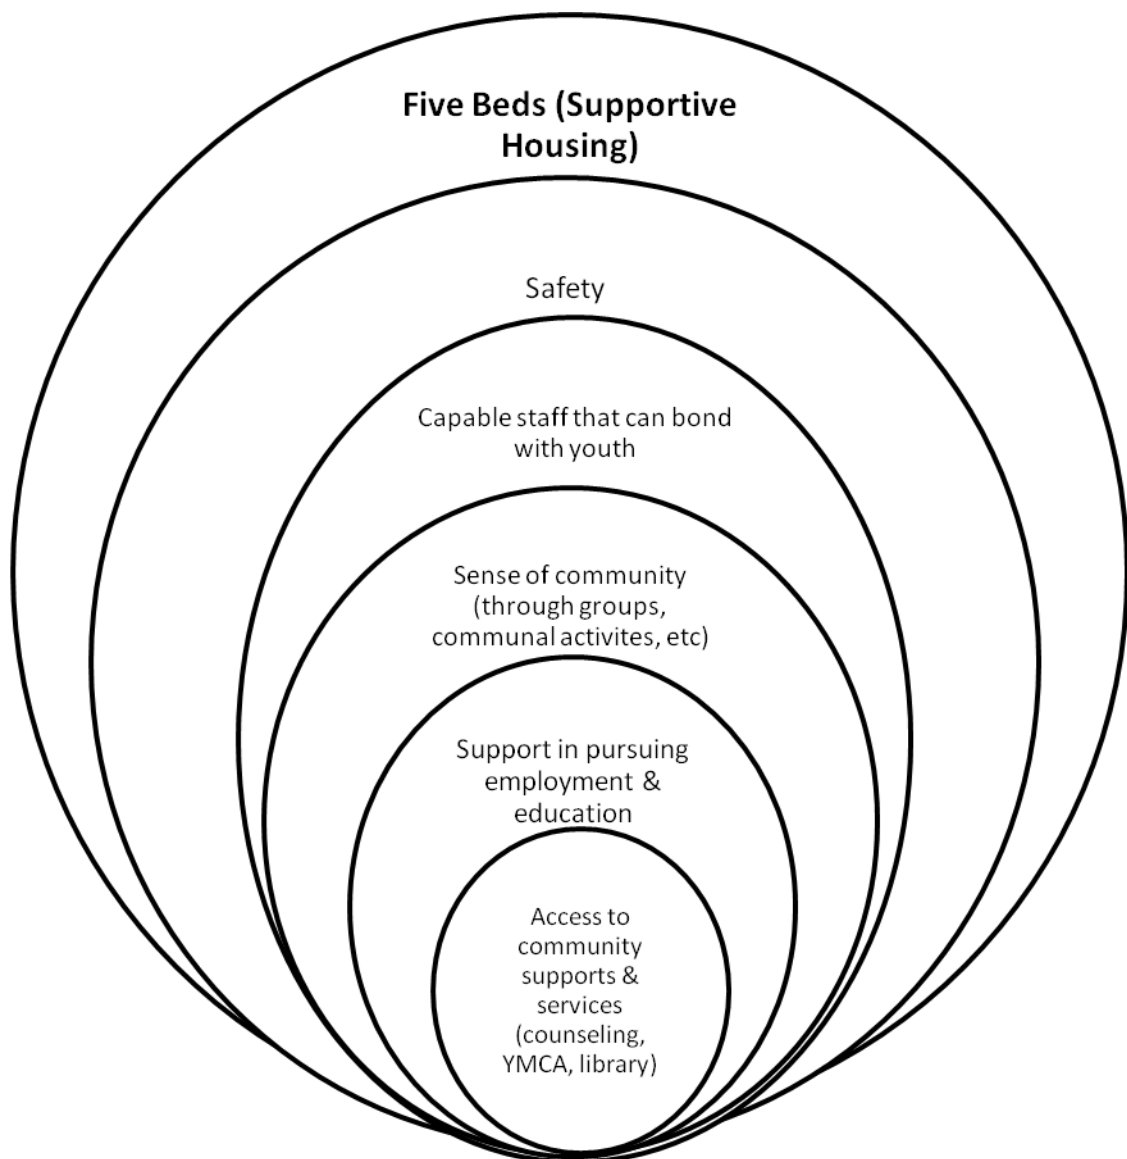 Five Beds (Supportive
Housing)
Safety
Capable staff that can bond
with youth
Sense of community
(through groups,
communal activites, etc)
Support in pursuing
employment &
education
Access to
community
supports &
services
(counseling,
YMCA, library)